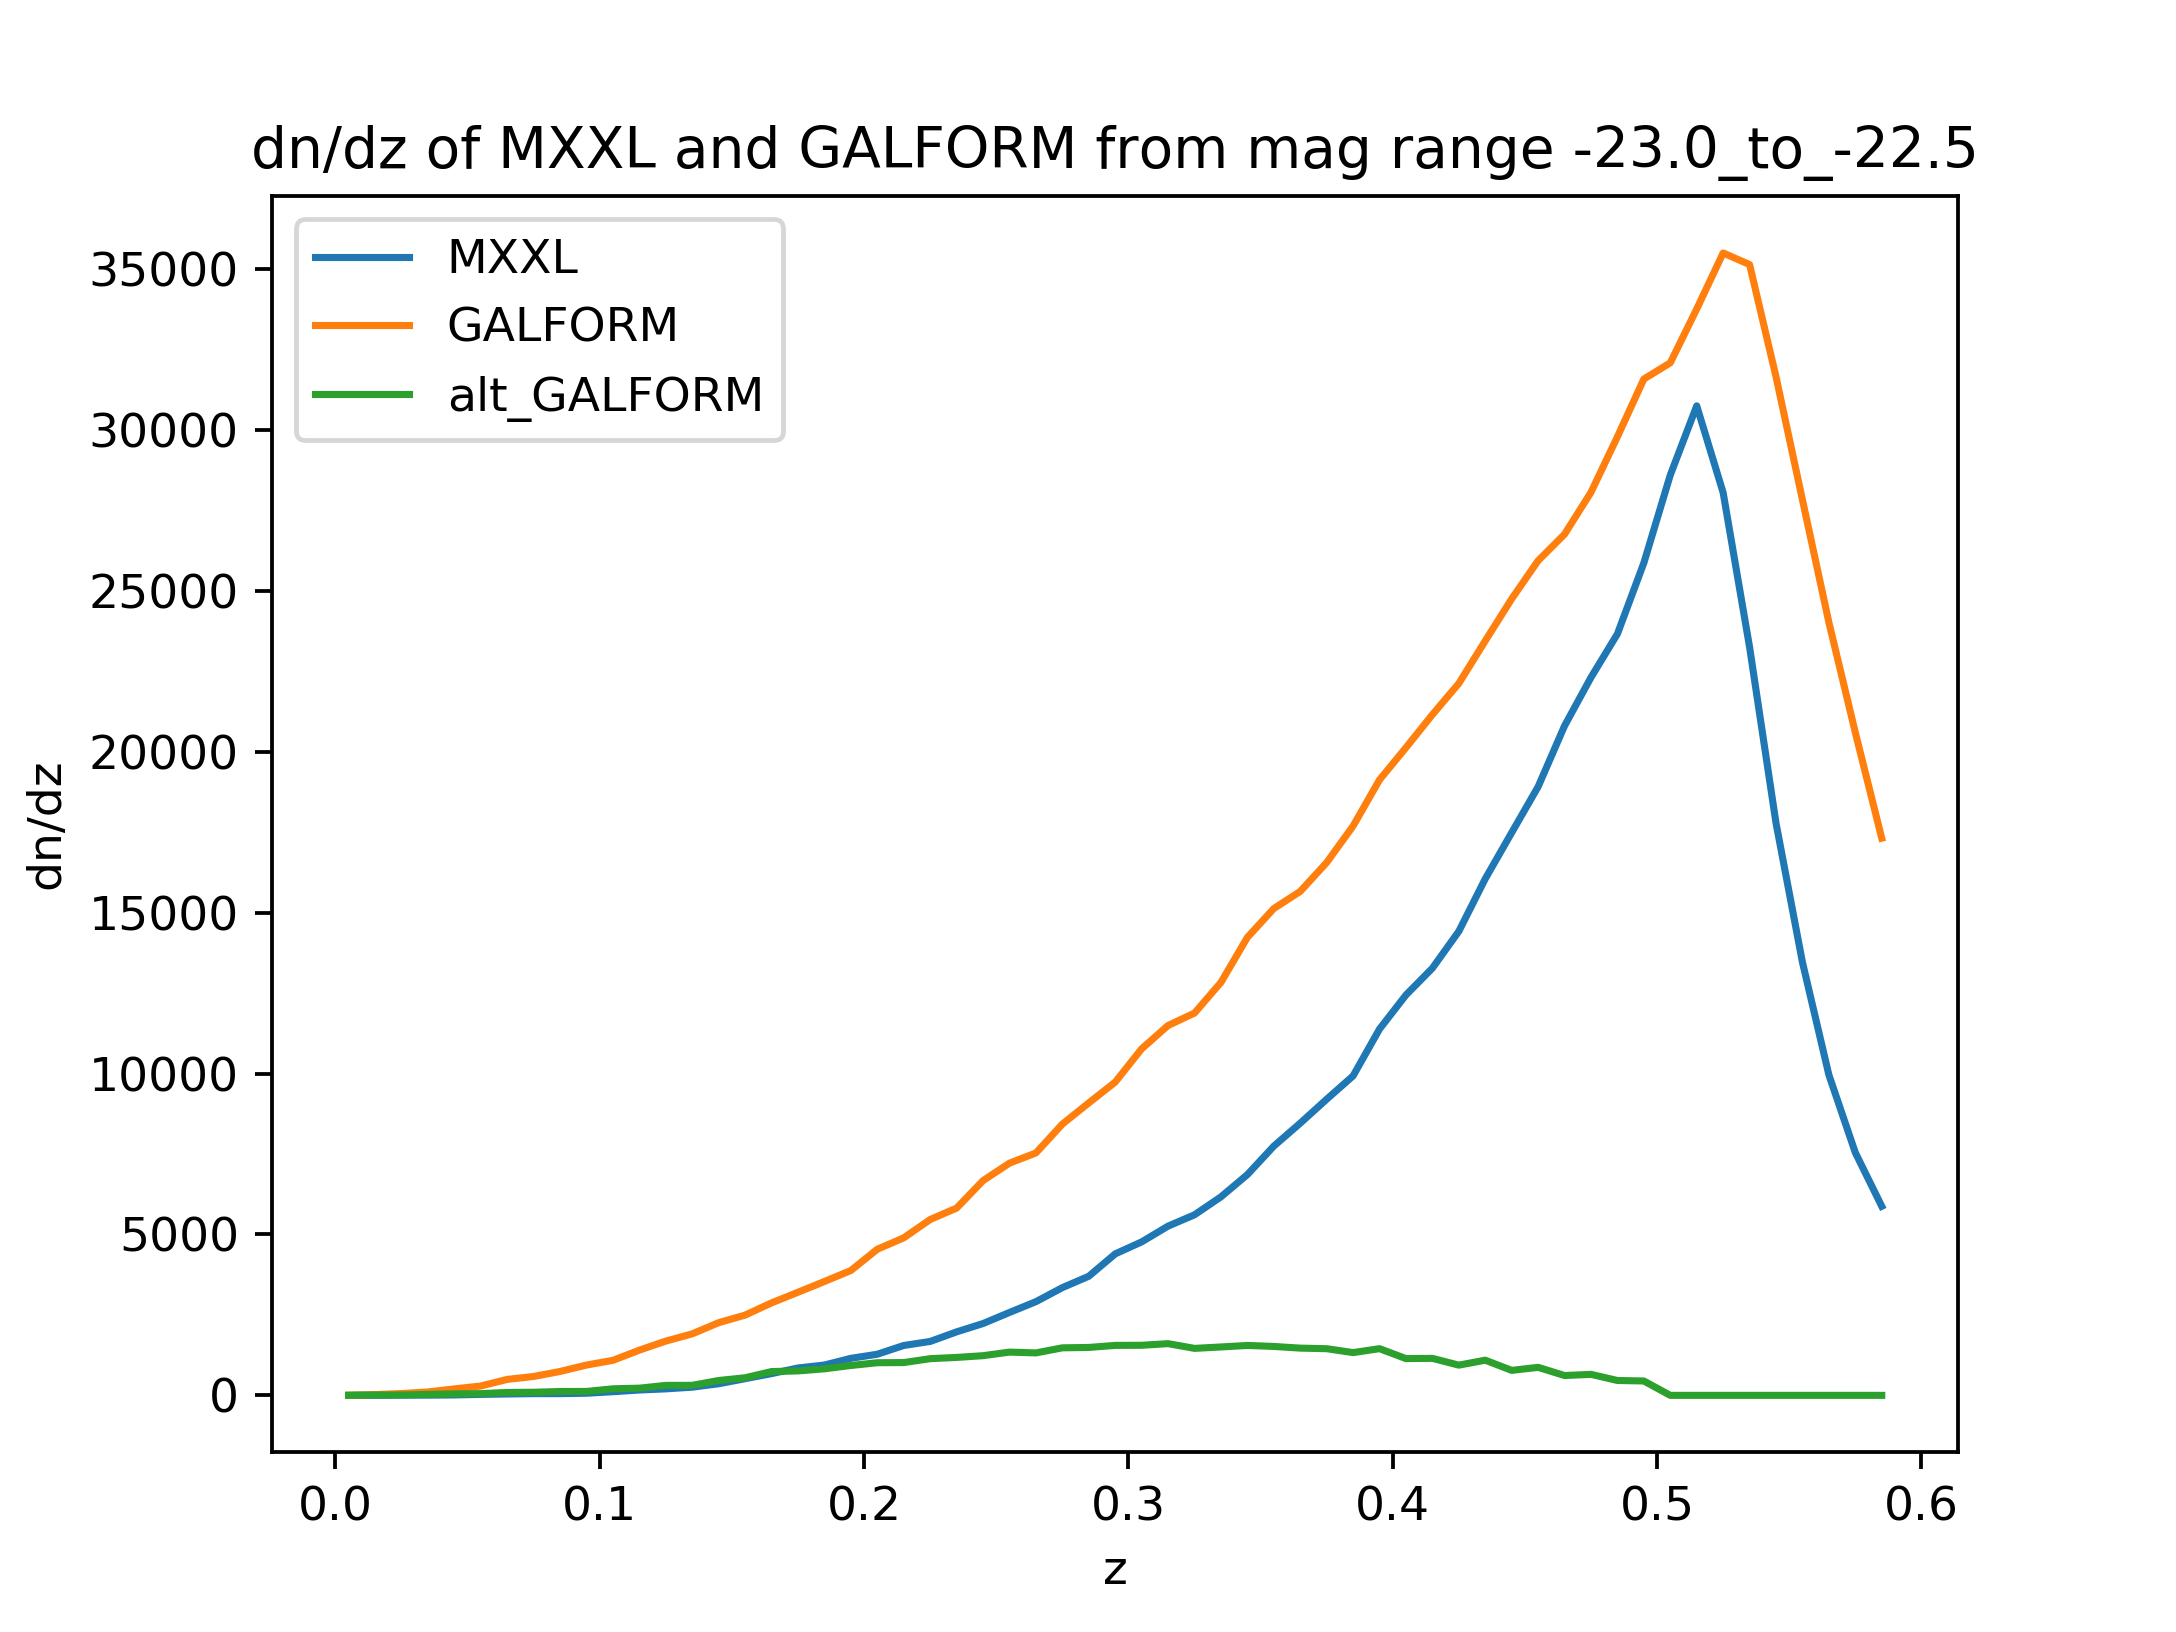 dn/dz of MXXL and GALFORM from mag range -23.0_to_-22.5
MXXL
GALFORM
alt_GALFORM
35000
30000
25000
20000
15000
10000
5000
0
dn/dz
0.0 0.1 0.2 0.3 0.4 0.5 0.6
z